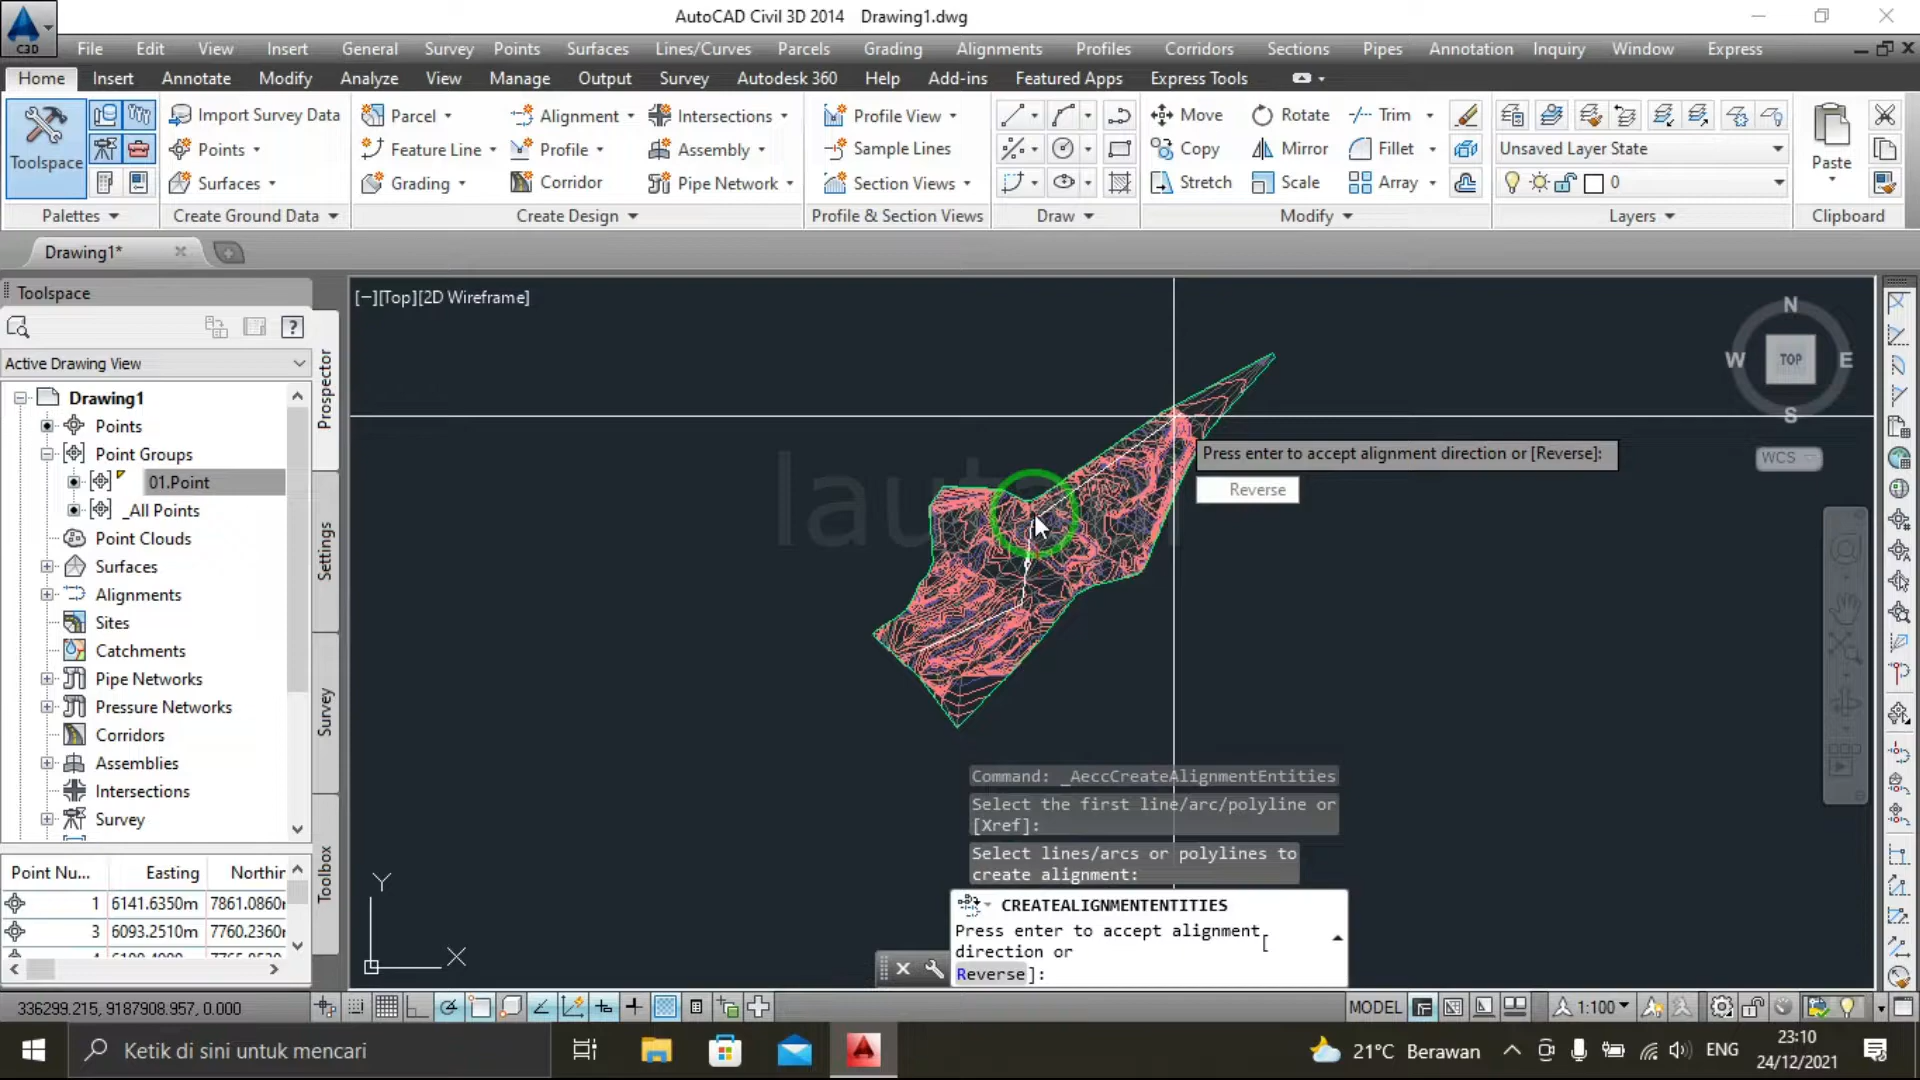 AutoCAD Civil 3D 2014 Drawing1.dwg
C3D
File Edit View Insert General Survey Points Surfaces Lines/Curves Parcels Grading Alignments Profiles Corridors Sections Pipes Annotation Inquiry Window Express
Home Insert Annotate Modify Analyze View Manage Output Survey Autodesk 360 Help Add-ins Featured Apps Express Tools
Toolspace
Import Survey Data
Points
Surfaces
Parcel
Feature Line
Grading
Alignment
Profile
Corridor
Intersections
Assembly
Pipe Network
Profile View
Sample Lines
Section Views
Move
Copy
Stretch
Rotate
Mirror
Scale
Trim
Fillet
Array
Unsaved Layer State
0
Paste
Palettes
Create Ground Data
Create Design
Profile & Section Views
Draw
Modify
Layers
Clipboard
Drawing1*
Toolspace
?
Active Drawing View
Drawing1
Points
Point Groups
01.Point
_All Points
Point Clouds
Surfaces
Alignments
Sites
Catchments
Pipe Networks
Pressure Networks
Corridors
Assemblies
Intersections
Survey
Prospector
Settings
Survey
Toolbox
Point Nu... Easting Northir
1 6141.6350m 7861.0860r
3 6093.2510m 7760.2360r
[−][Top][2D Wireframe]
N
W TOP E
S
WCS
Press enter to accept alignment direction or [Reverse]:
Reverse
Command: _AeccCreateAlignmentEntities
Select the first line/arc/polyline or
[Xref]:
Select lines/arcs or polylines to
create alignment:
CREATEALIGNMENTENTITIES
Press enter to accept alignment
direction or [
Reverse]:
Y
X
336299.215, 9187908.957, 0.000
MODEL
1:100
Ketik di sini untuk mencari
21°C Berawan
ENG
23:10
24/12/2021